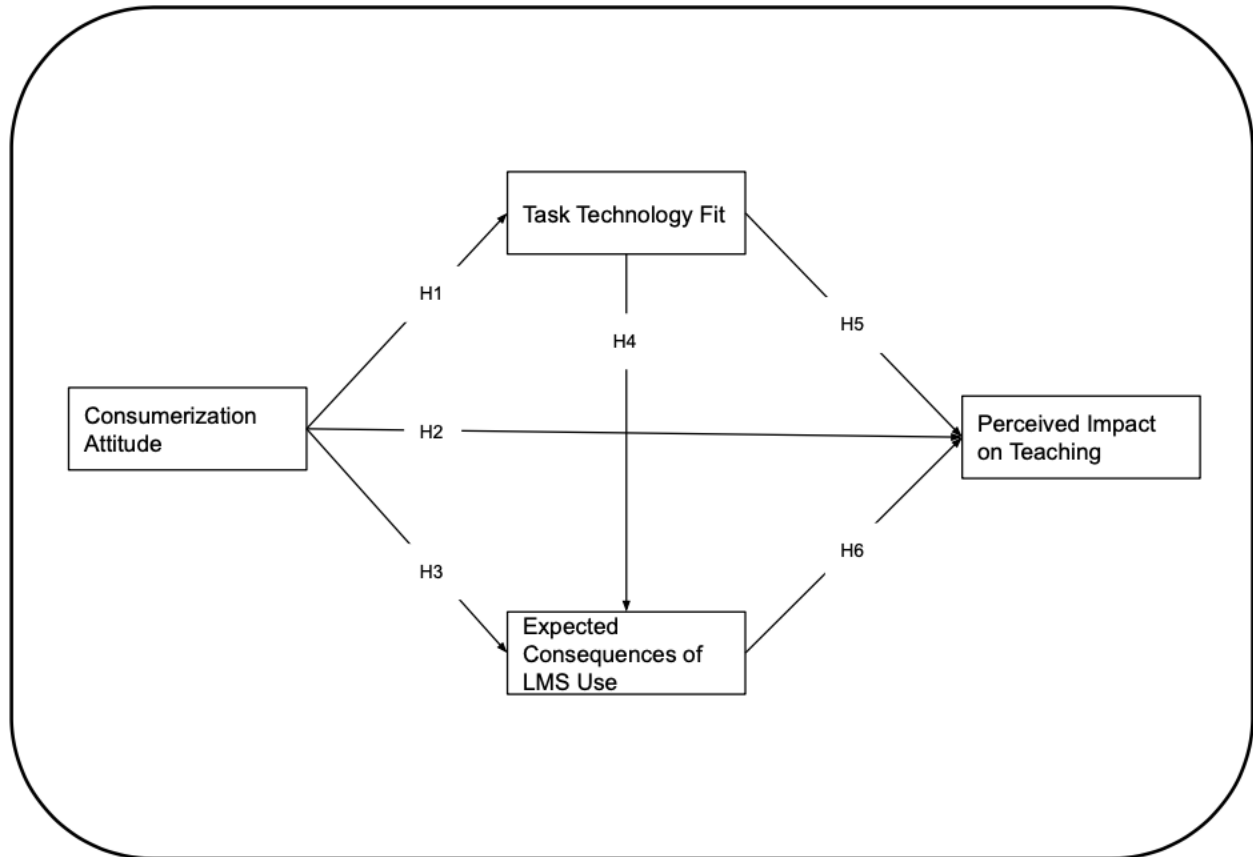 Task Technology Fit
H1
H4
H5
Consumerization
Attitude
H2
Perceived Impact
on Teaching
H3
H6
Expected
Consequences of
LMS Use